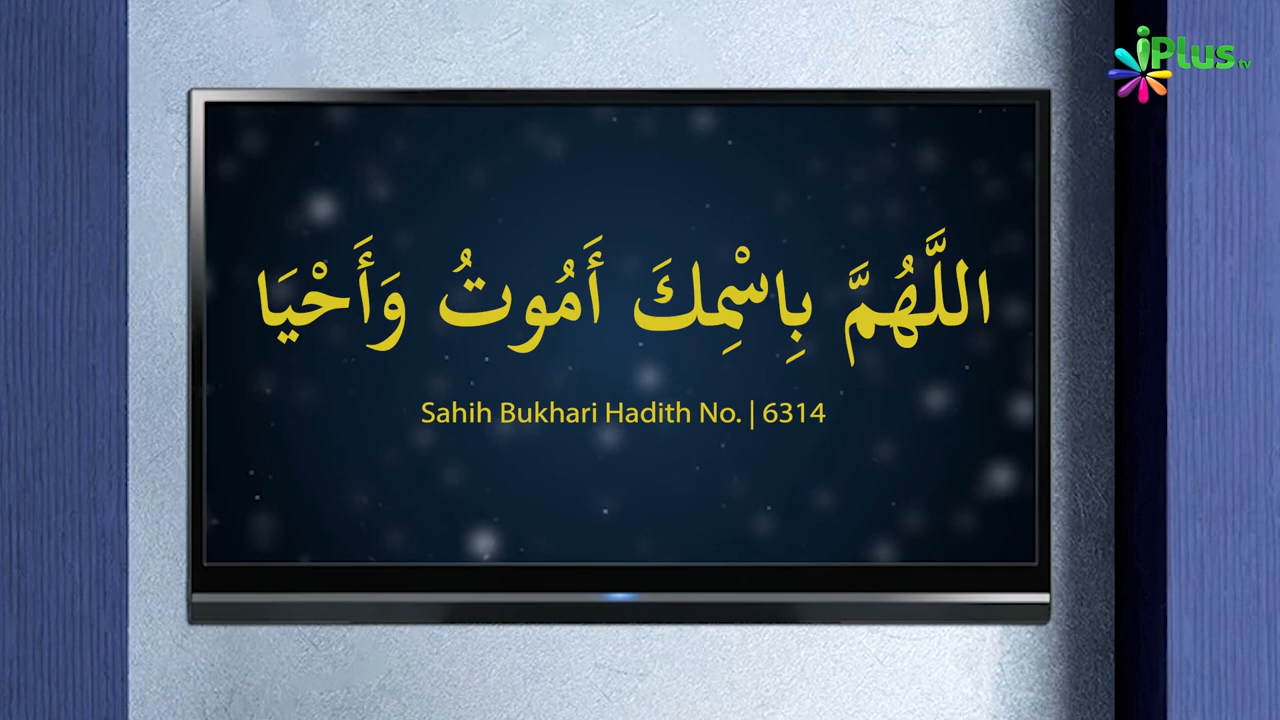 iPlus tv
اللَّهُمَّ بِاسْمِكَ أَمُوتُ وَأَحْيَا
Sahih Bukhari Hadith No. | 6314